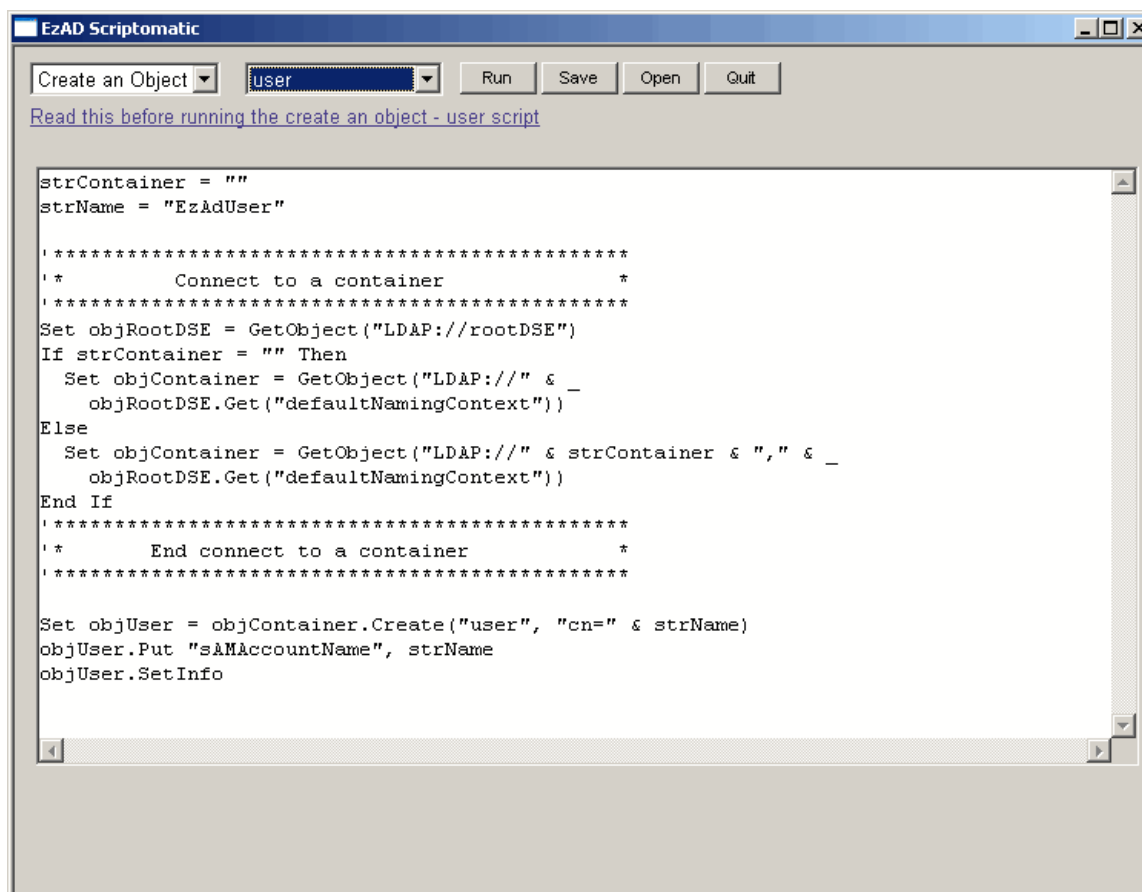 EzAD Scriptomatic
Create an Object user Run Save Open Quit
Read this before running the create an object - user script
strContainer = ""
strName = "EzAdUser"
'***********************************************
'*         Connect to a container              *
'***********************************************
Set objRootDSE = GetObject("LDAP://rootDSE")
If strContainer = "" Then
  Set objContainer = GetObject("LDAP://" & _
    objRootDSE.Get("defaultNamingContext"))
Else
  Set objContainer = GetObject("LDAP://" & strContainer & "," & _
    objRootDSE.Get("defaultNamingContext"))
End If
'***********************************************
'*       End connect to a container            *
'***********************************************
Set objUser = objContainer.Create("user", "cn=" & strName)
objUser.Put "sAMAccountName", strName
objUser.SetInfo